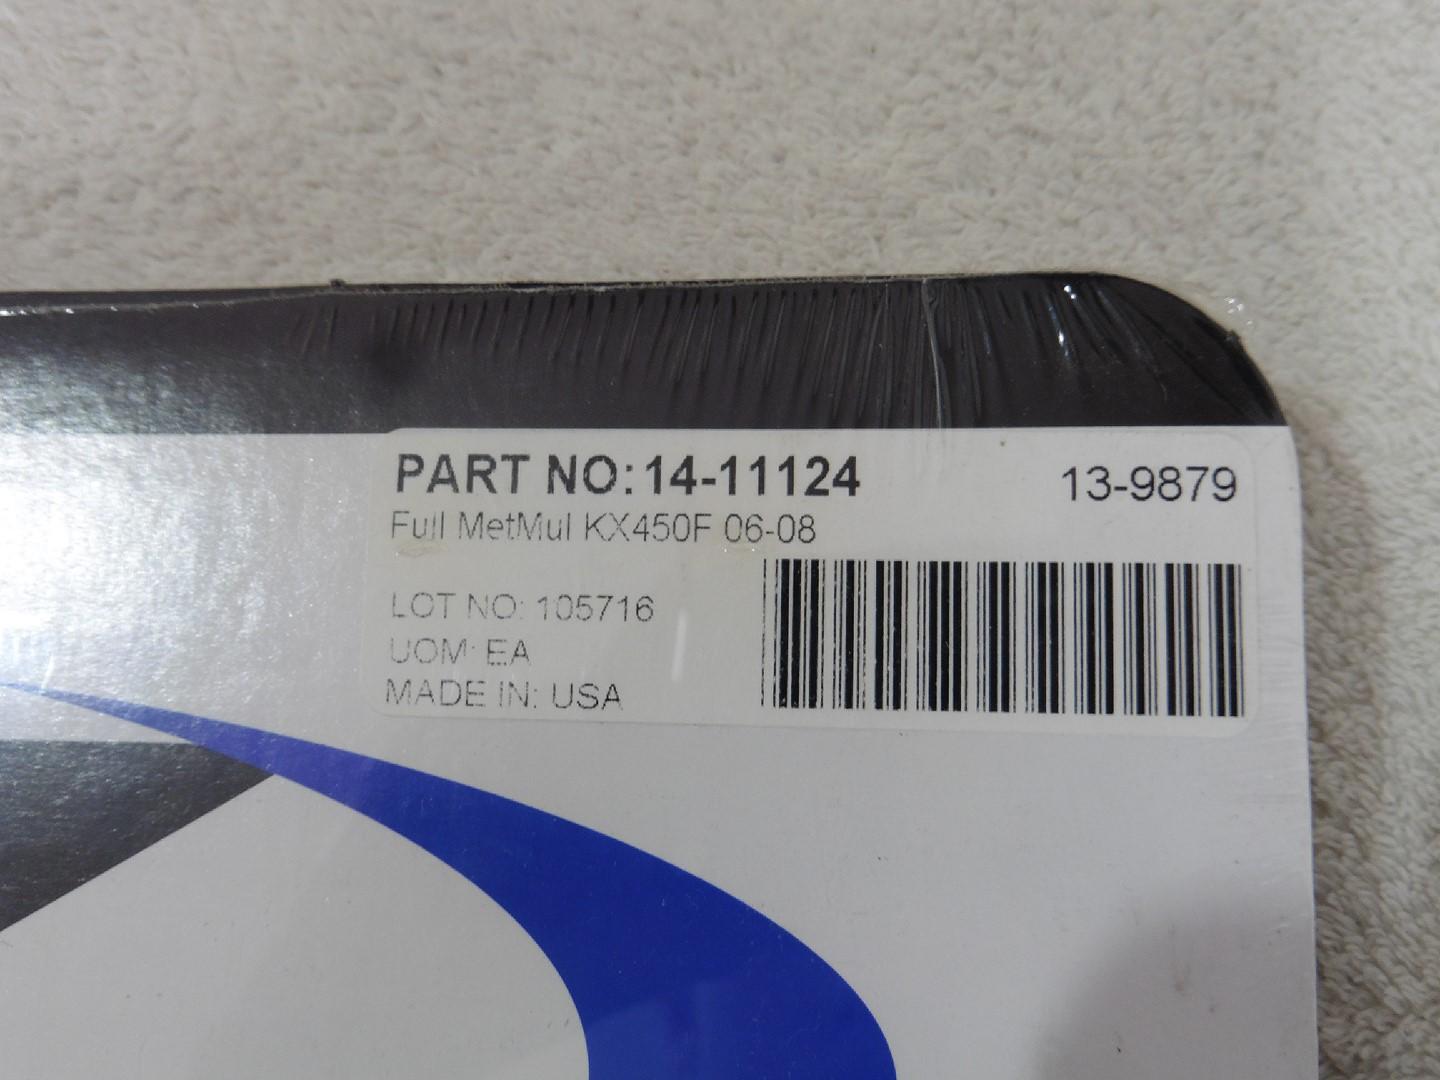 PART NO: 14-11124 13-9879
Full MetMul KX450F 06-08
LOT NO: 105716
UOM: EA
MADE IN: USA